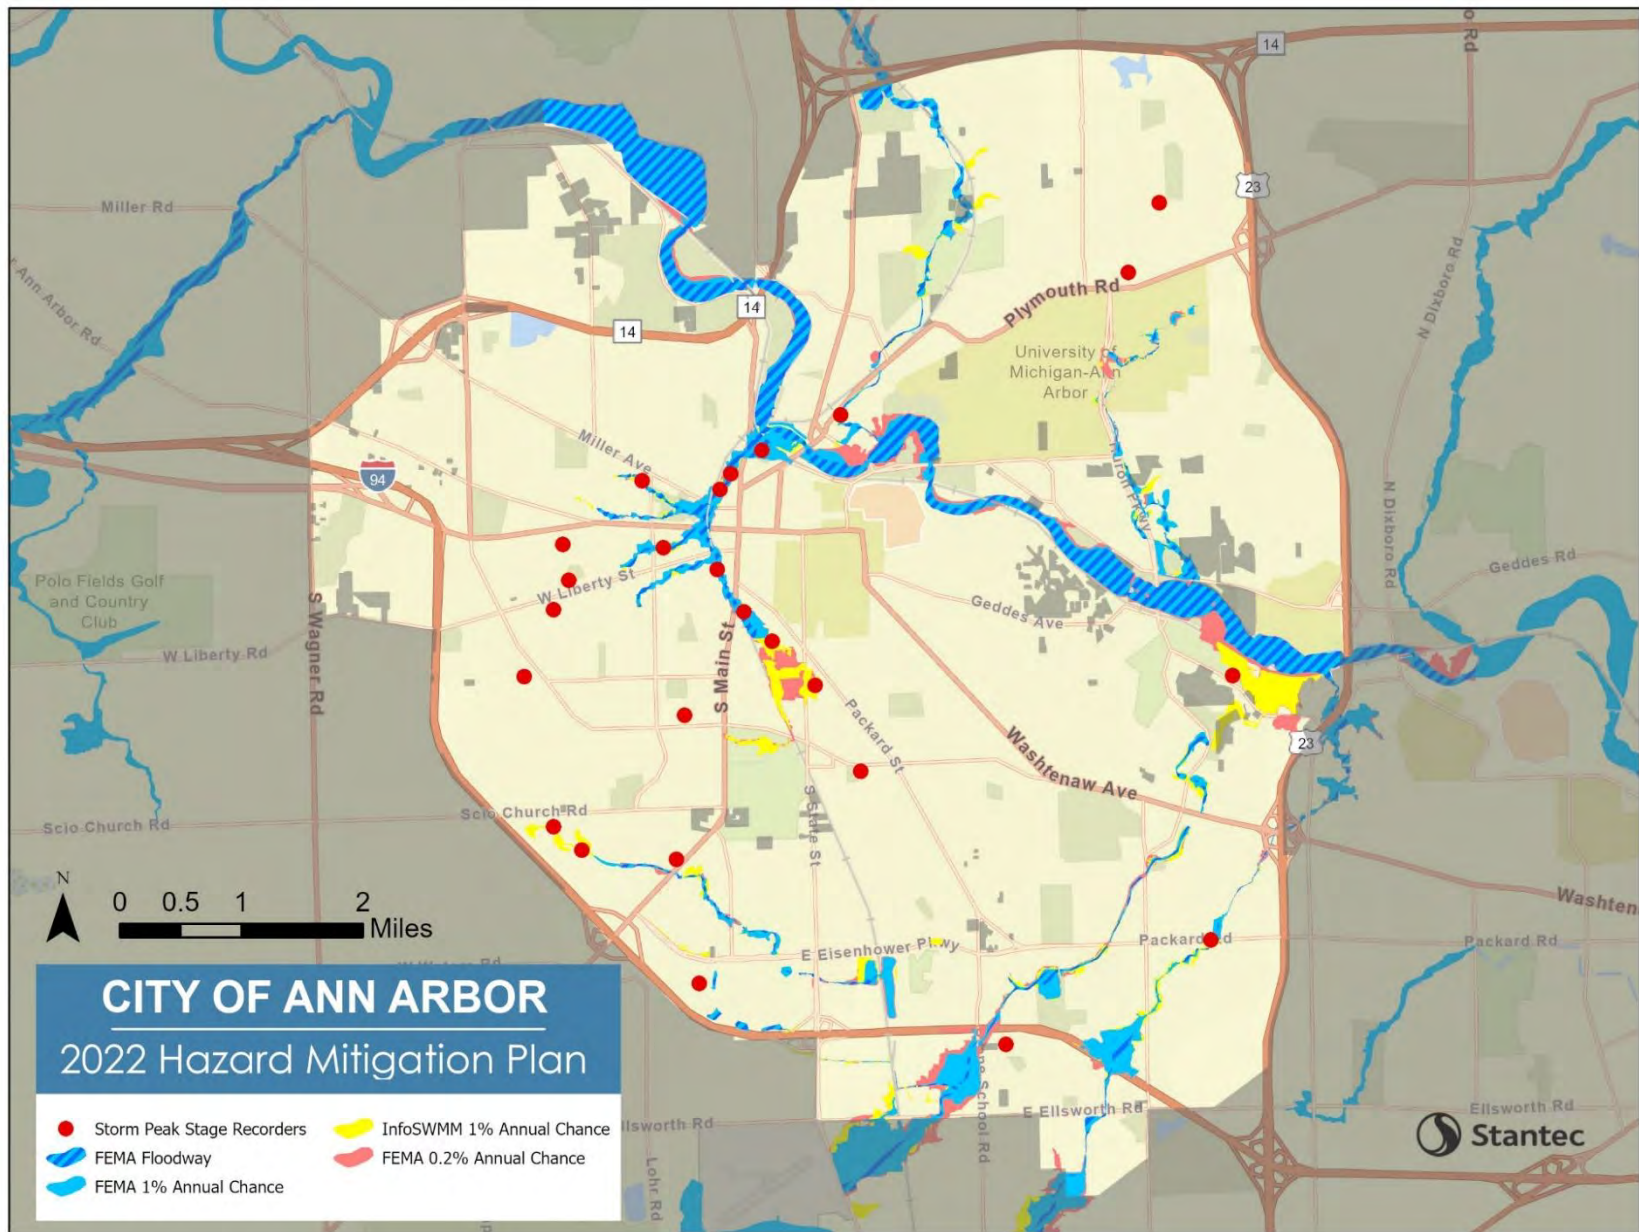 14
o Rd
23
Miller Rd
N Dixboro Rd
Plymouth Rd
r Ann Arbor Rd
14
14
University of
Michigan-Ann
Arbor
Miller Ave
94
Huron Pkwy
N Dixboro Rd
Geddes Rd
Polo Fields Golf
and Country
Club
W Liberty St
Geddes Ave
S Wagner Rd
W Liberty Rd
S Main St
Packard St
23
Washtenaw Ave
Scio Church Rd
Scio Church Rd
S State St
N
0 0.5 1 2
Miles
Washten
E Eisenhower Pkwy
Packard Rd
Packard Rd
CITY OF ANN ARBOR
2022 Hazard Mitigation Plan
ne School Rd
E Ellsworth Rd
Ellsworth Rd
llsworth Rd
Lohr Rd
Storm Peak Stage Recorders
FEMA Floodway
FEMA 1% Annual Chance
InfoSWMM 1% Annual Chance
FEMA 0.2% Annual Chance
Stantec